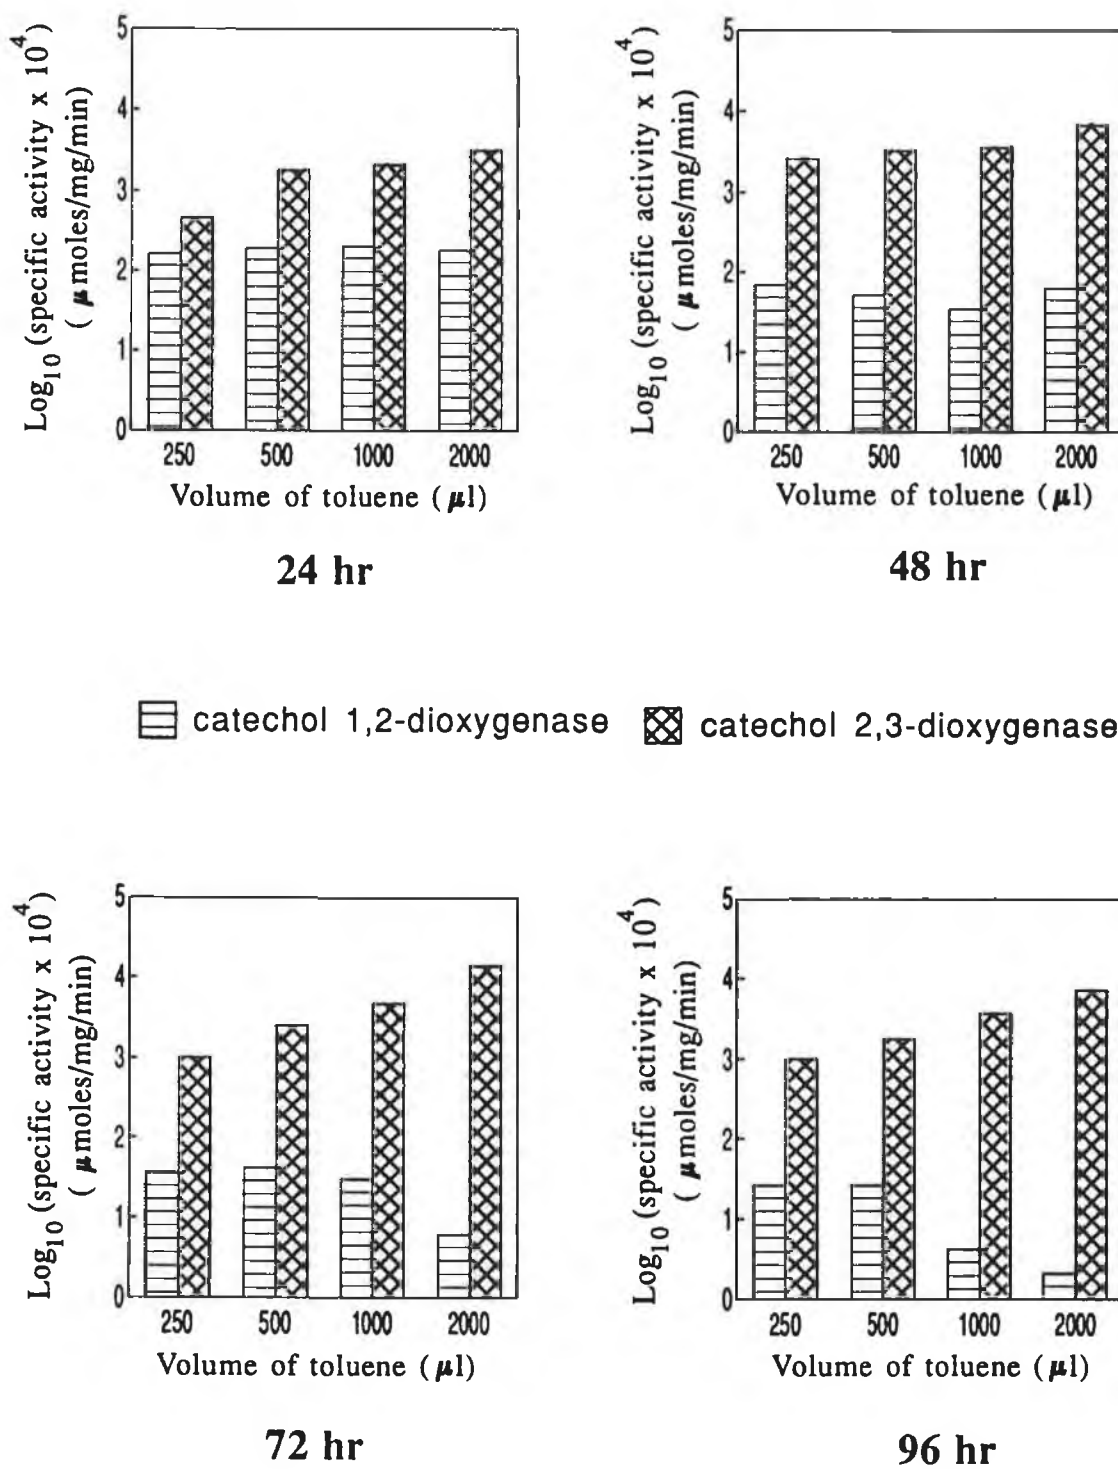 Log10 (specific activity x 10^4)
( μmoles/mg/min)
5
4
3
2
1
0
250 500 1000 2000
Volume of toluene (μl)
24 hr
Log10 (specific activity x 10^4)
( μmoles/mg/min)
5
4
3
2
1
0
250 500 1000 2000
Volume of toluene (μl)
48 hr
catechol 1,2-dioxygenase catechol 2,3-dioxygenase
Log10 (specific activity x 10^4)
( μmoles/mg/min)
5
4
3
2
1
0
250 500 1000 2000
Volume of toluene (μl)
72 hr
Log10 (specific activity x 10^4)
( μmoles/mg/min)
5
4
3
2
1
0
250 500 1000 2000
Volume of toluene (μl)
96 hr